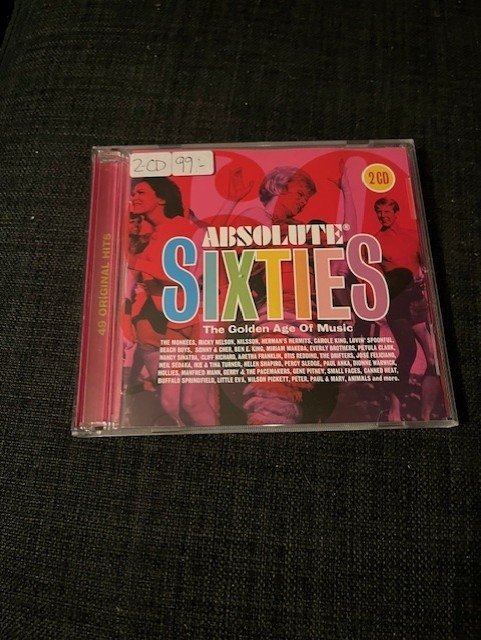 2-CD 99:-
2 CD
ABSOLUTE®
SIXTIES
The Golden Age Of Music
THE MONKEES, RICKY NELSON, NILSSON, HERMAN'S HERMITS, CAROLE KING, LOVIN' SPOONFUL,
BEACH BOYS, SONNY & CHER, BEN E. KING, MIRIAM MAKEBA, EVERLY BROTHERS, PETULA CLARK,
NANCY SINATRA, CLIFF RICHARD, ARETHA FRANKLIN, OTIS REDDING, THE DRIFTERS, JOSÉ FELICIANO,
NEIL SEDAKA, IKE & TINA TURNER, HELEN SHAPIRO, PERCY SLEDGE, PAUL ANKA, DIONNE WARWICK,
HOLLIES, MANFRED MANN, GERRY & THE PACEMAKERS, GENE PITNEY, SMALL FACES, CANNED HEAT,
BUFFALO SPRINGFIELD, LITTLE EVA, WILSON PICKETT, PETER, PAUL & MARY, ANIMALS and more.
49 ORIGINAL HITS